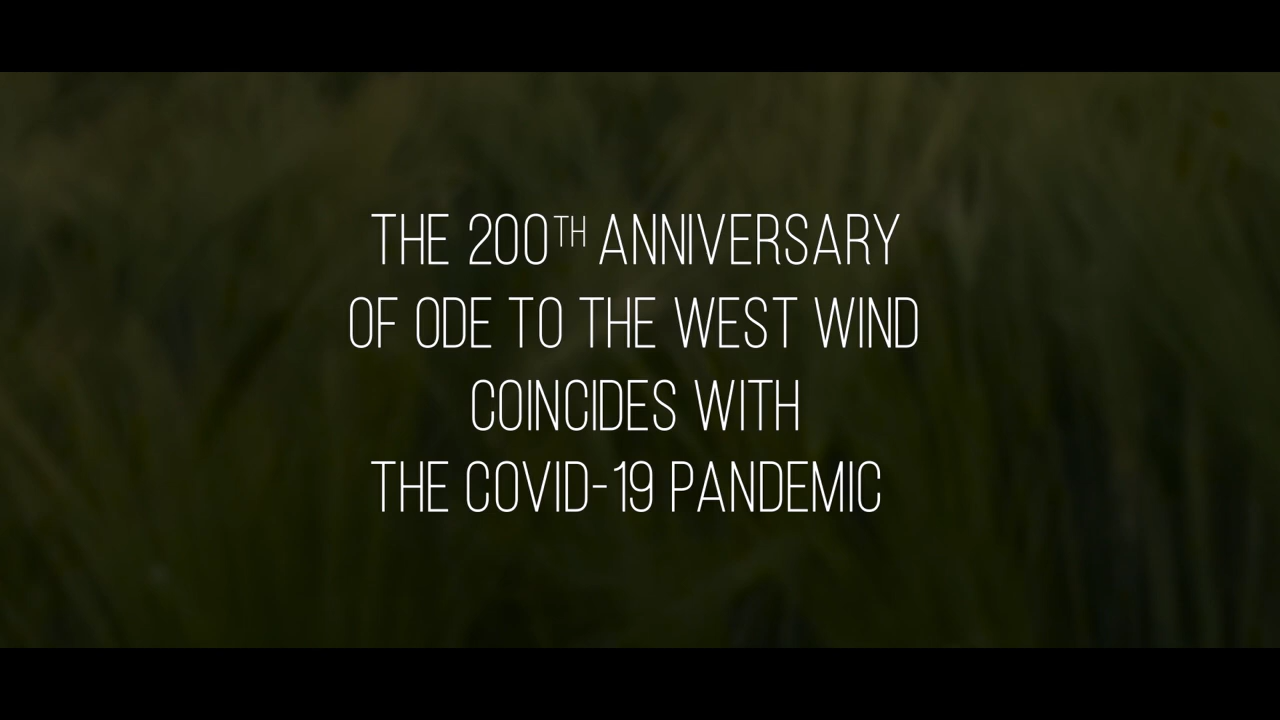 THE 200TH ANNIVERSARY
OF ODE TO THE WEST WIND
COINCIDES WITH
THE COVID-19 PANDEMIC